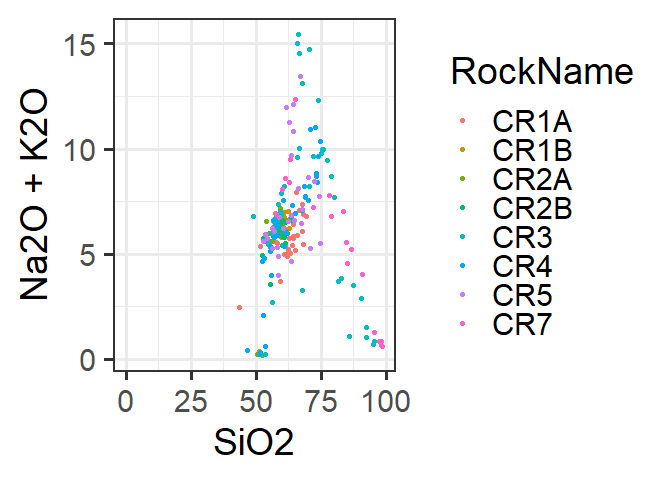 Na2O + K2O
15
10
5
0
0 25 50 75 100
SiO2
RockName
CR1A
CR1B
CR2A
CR2B
CR3
CR4
CR5
CR7